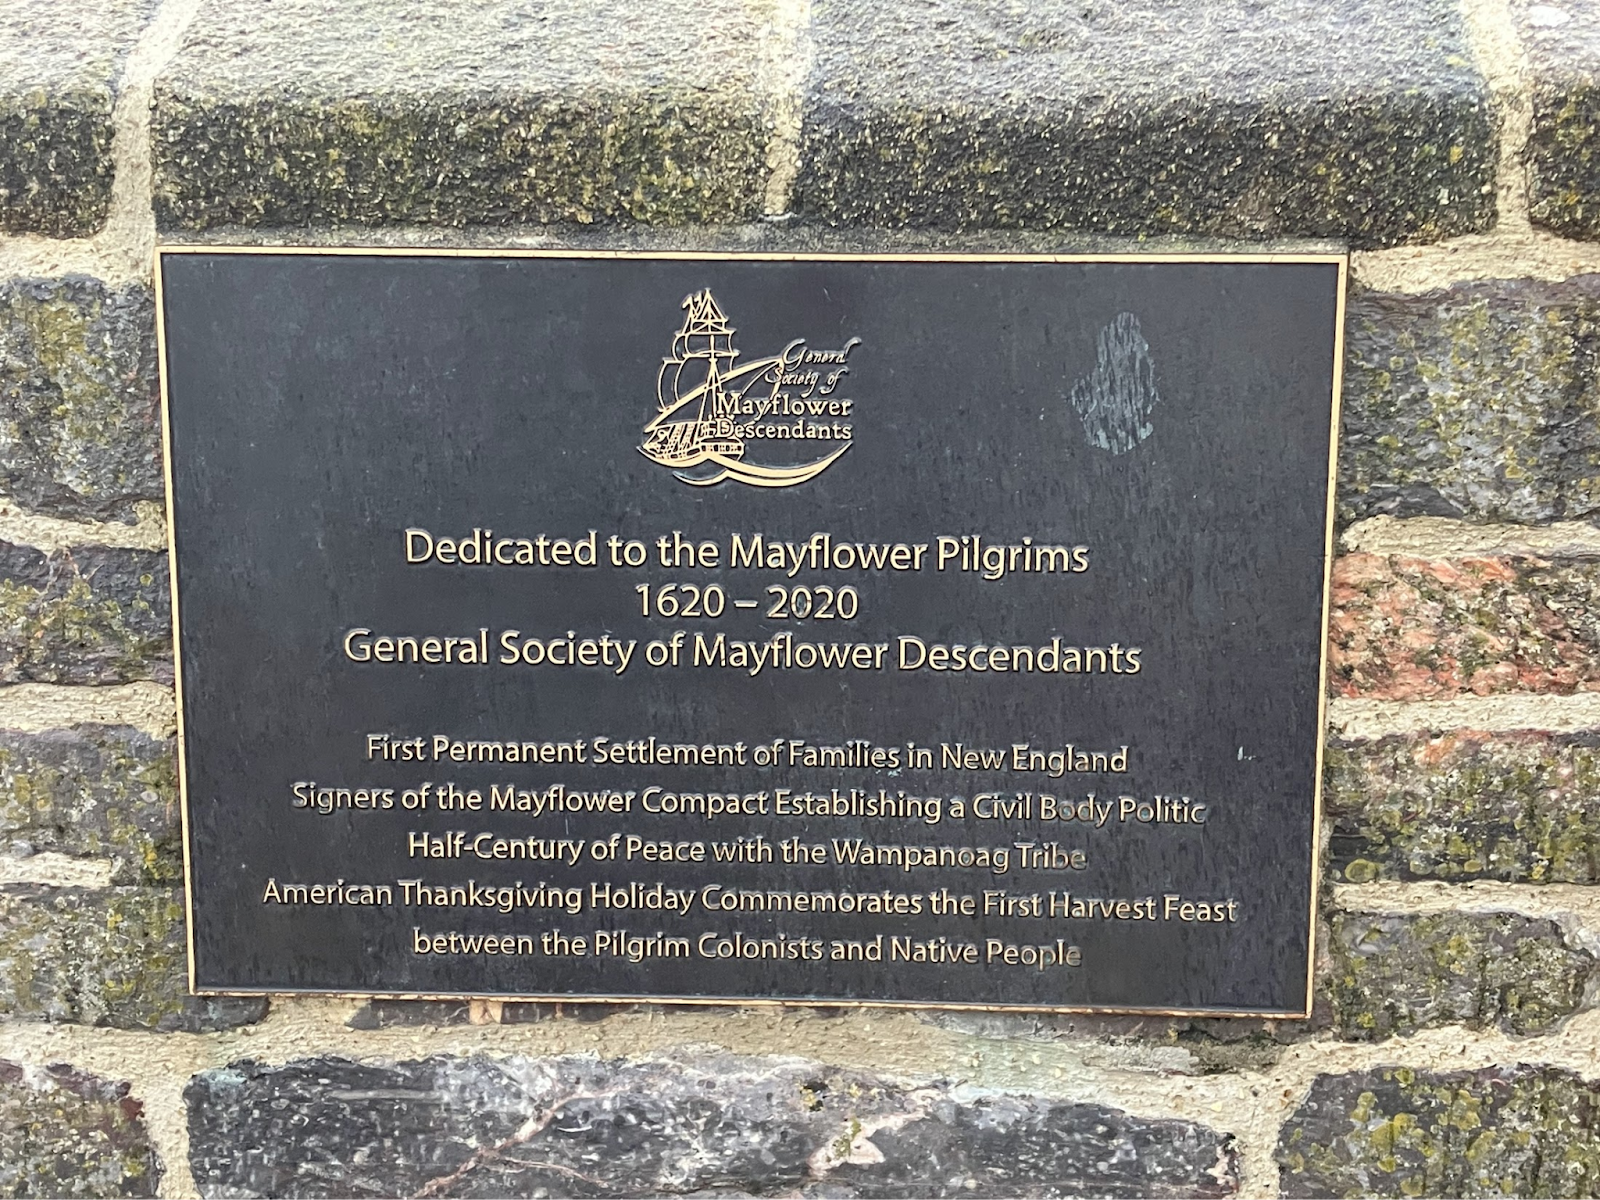 General
Society of
Mayflower
Descendants
Dedicated to the Mayflower Pilgrims
1620 – 2020
General Society of Mayflower Descendants
First Permanent Settlement of Families in New England
Signers of the Mayflower Compact Establishing a Civil Body Politic
Half-Century of Peace with the Wampanoag Tribe
American Thanksgiving Holiday Commemorates the First Harvest Feast
between the Pilgrim Colonists and Native People